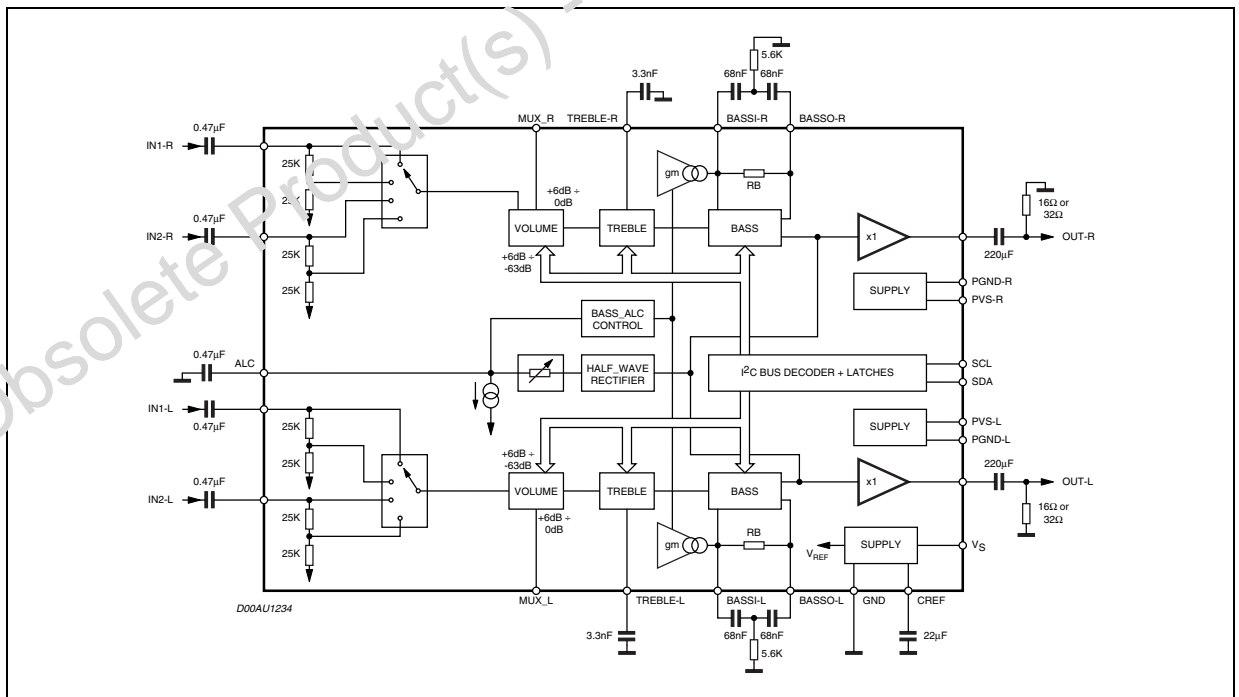 Obsolete Product(s)
5.6K
3.3nF
68nF 68nF
MUX_R TREBLE-R BASSI-R BASSO-R
0.47µF
IN1-R
25K
gm
RB
+6dB ÷
0dB
16Ω or
32Ω
0.47µF
IN2-R
VOLUME
TREBLE
BASS
x1
OUT-R
220µF
25K
+6dB ÷
-63dB
25K
SUPPLY
PGND-R
PVS-R
BASS_ALC
CONTROL
0.47µF
ALC
HALF_WAVE
RECTIFIER
I2C BUS DECODER + LATCHES
SCL
SDA
IN1-L
0.47µF
25K
25K
SUPPLY
PVS-L
PGND-L
+6dB ÷
-63dB
0.47µF
IN2-L
VOLUME
TREBLE
BASS
x1
220µF
OUT-L
25K
+6dB ÷
0dB
16Ω or
32Ω
25K
gm
RB
VREF
SUPPLY
VS
D00AU1234
MUX_L TREBLE-L BASSI-L BASSO-L GND CREF
3.3nF
68nF 68nF
22µF
5.6K